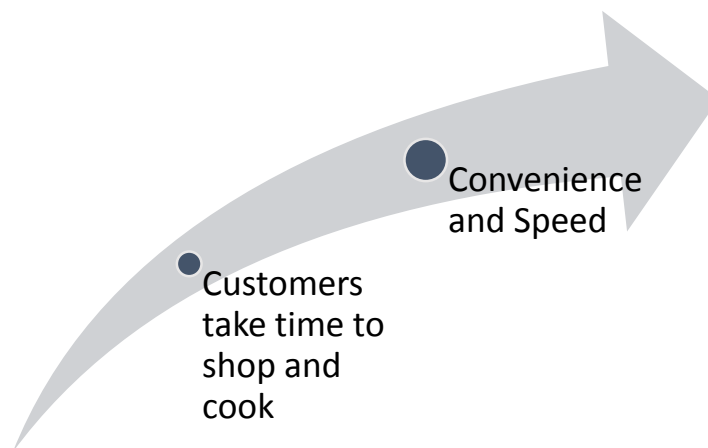 Convenience
and Speed
Customers
take time to
shop and
cook